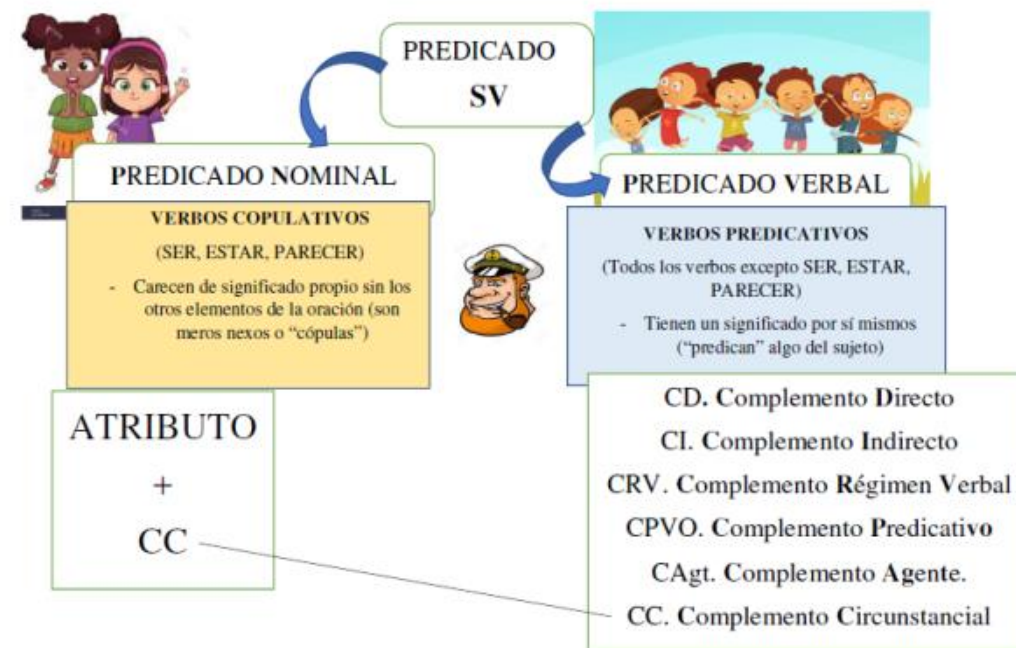 PREDICADO
SV
PREDICADO NOMINAL
VERBOS COPULATIVOS
(SER, ESTAR, PARECER)
- Carecen de significado propio sin los
otros elementos de la oración (son
meros nexos o “cópulas”)
ATRIBUTO
+
CC
PREDICADO VERBAL
VERBOS PREDICATIVOS
(Todos los verbos excepto SER, ESTAR,
PARECER)
- Tienen un significado por sí mismos
(“predican” algo del sujeto)
CD. Complemento Directo
CI. Complemento Indirecto
CRV. Complemento Régimen Verbal
CPVO. Complemento Predicativo
CAgt. Complemento Agente.
CC. Complemento Circunstancial